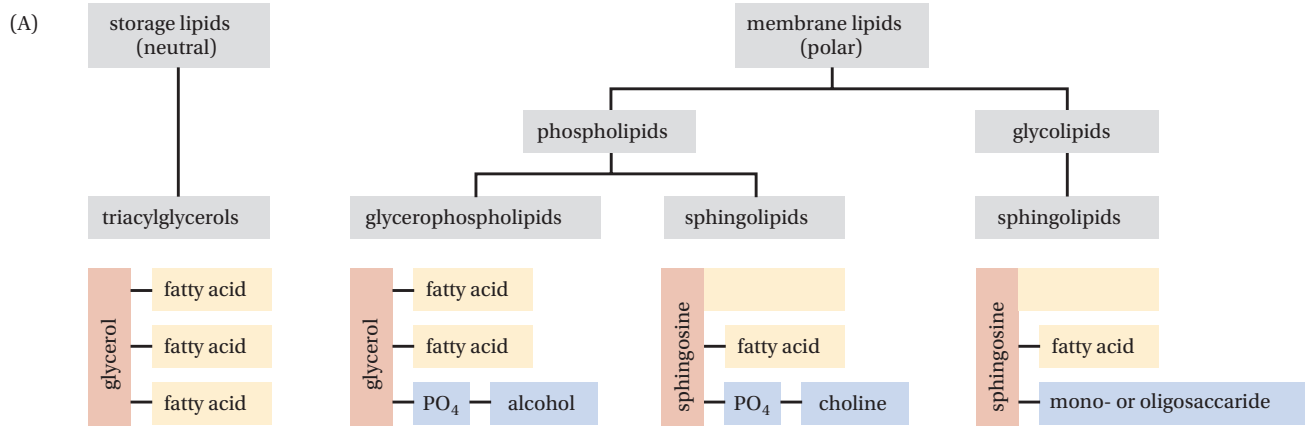 (A)
storage lipids
(neutral)
membrane lipids
(polar)
phospholipids
glycolipids
triacylglycerols
glycerophospholipids
sphingolipids
sphingolipids
glycerol
fatty acid
fatty acid
fatty acid
glycerol
fatty acid
fatty acid
PO4
alcohol
sphingosine
fatty acid
PO4
choline
sphingosine
fatty acid
mono- or oligosaccaride